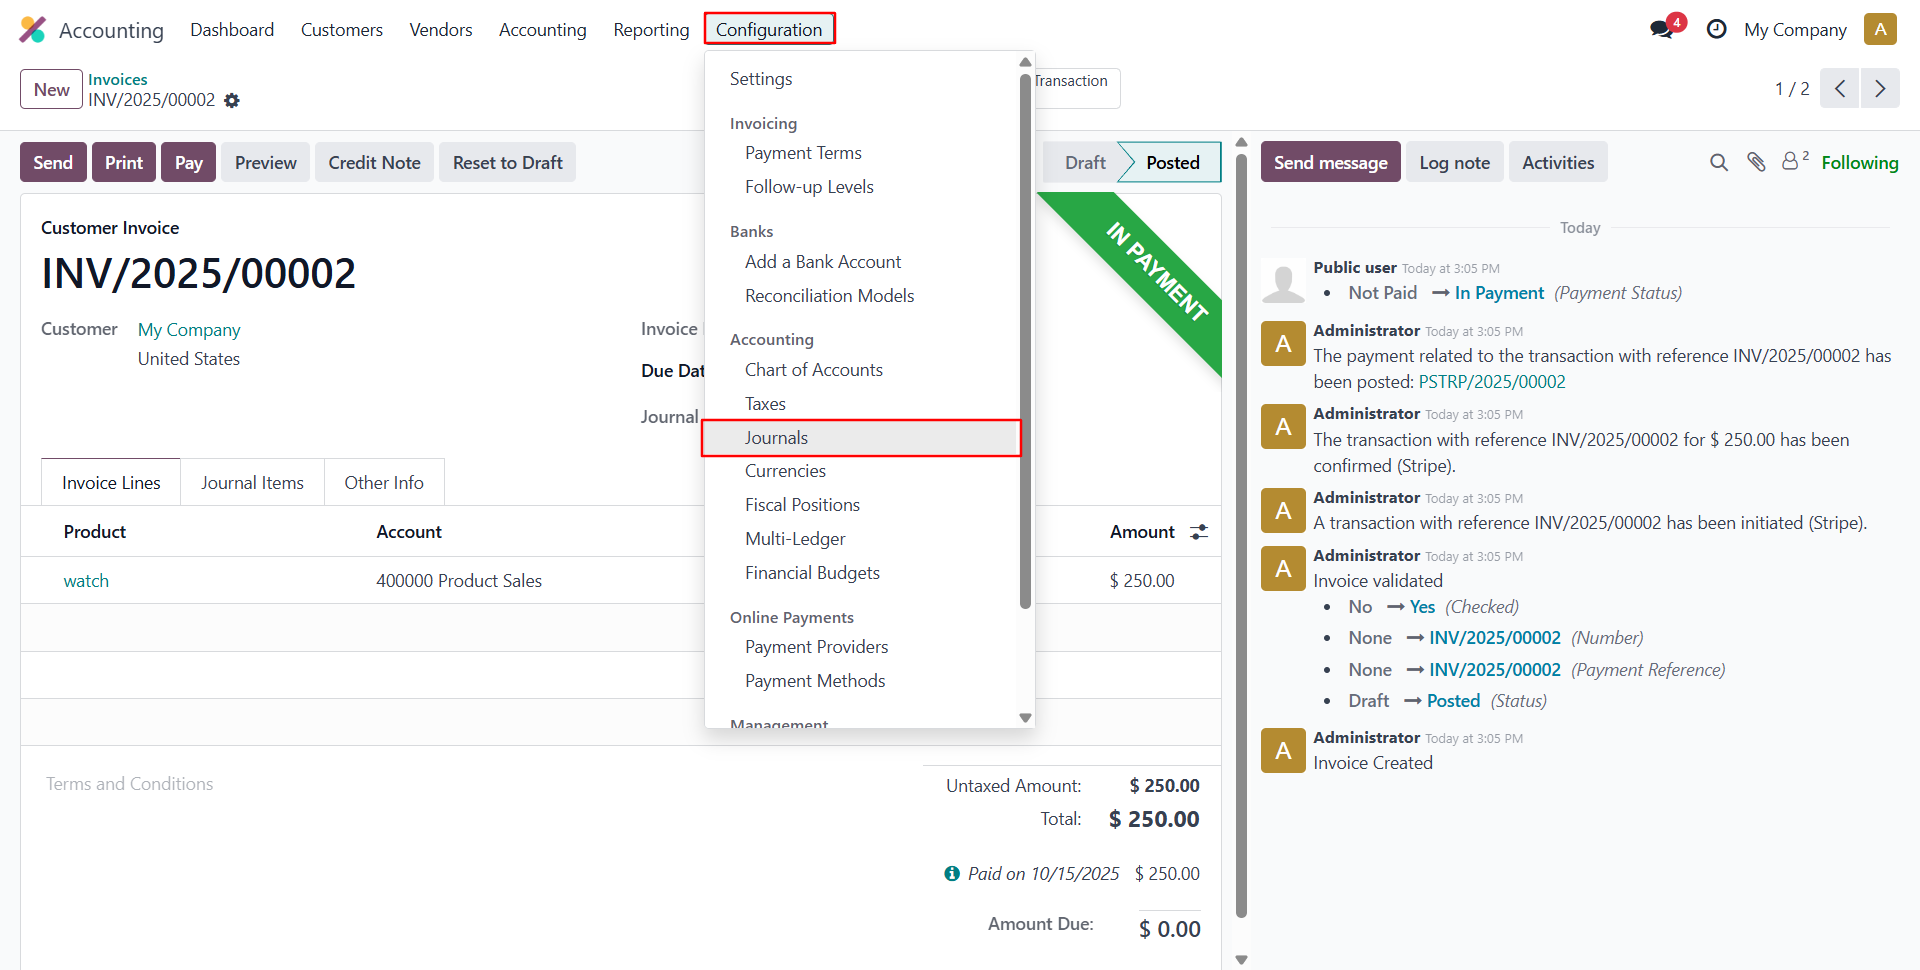 Accounting Dashboard Customers Vendors Accounting Reporting Configuration 4 My Company A
New Invoices
INV/2025/00002
Transaction
1 / 2
Send Print Pay Preview Credit Note Reset to Draft
Draft Posted
Customer Invoice
INV/2025/00002
IN PAYMENT
Customer My Company
United States
Invoice
Due Dat
Journal
Invoice Lines Journal Items Other Info
Product Account Amount
watch 400000 Product Sales $ 250.00
Terms and Conditions
Untaxed Amount: $ 250.00
Total: $ 250.00
Paid on 10/15/2025 $ 250.00
Amount Due: $ 0.00
Settings
Invoicing
Payment Terms
Follow-up Levels
Banks
Add a Bank Account
Reconciliation Models
Accounting
Chart of Accounts
Taxes
Journals
Currencies
Fiscal Positions
Multi-Ledger
Financial Budgets
Online Payments
Payment Providers
Payment Methods
Management
Send message Log note Activities 2 Following
Today
Public user Today at 3:05 PM
• Not Paid → In Payment (Payment Status)
A Administrator Today at 3:05 PM
The payment related to the transaction with reference INV/2025/00002 has
been posted: PSTRP/2025/00002
A Administrator Today at 3:05 PM
The transaction with reference INV/2025/00002 for $ 250.00 has been
confirmed (Stripe).
A Administrator Today at 3:05 PM
A transaction with reference INV/2025/00002 has been initiated (Stripe).
A Administrator Today at 3:05 PM
Invoice validated
• No → Yes (Checked)
• None → INV/2025/00002 (Number)
• None → INV/2025/00002 (Payment Reference)
• Draft → Posted (Status)
A Administrator Today at 3:05 PM
Invoice Created